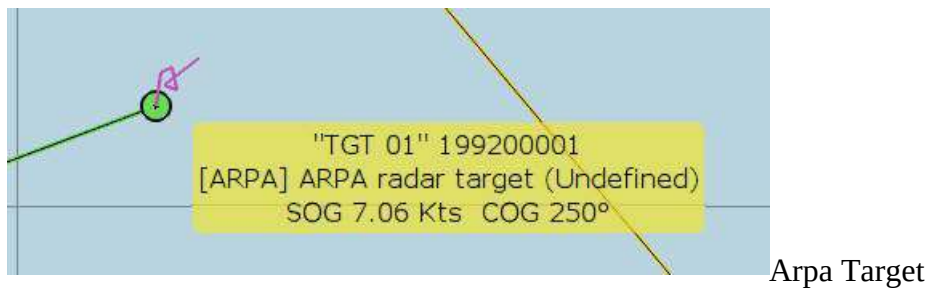 "TGT 01" 199200001
[ARPA] ARPA radar target (Undefined)
SOG 7.06 Kts  COG 250°
Arpa Target